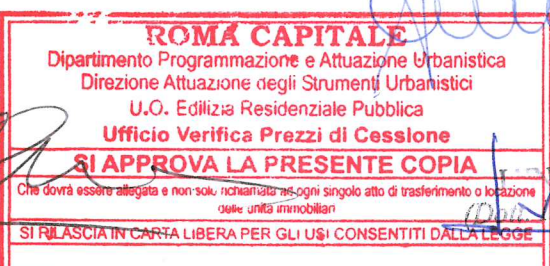 ROMA CAPITALE
Dipartimento Programmazione e Attuazione Urbanistica
Direzione Attuazione degli Strumenti Urbanistici
U.O. Edilizia Residenziale Pubblica
Ufficio Verifica Prezzi di Cessione
SI APPROVA LA PRESENTE COPIA
Che dovrà essere allegata e non solo richiamata ad ogni singolo atto di trasferimento o locazione
delle unità immobiliari
(Dott.
SI RILASCIA IN CARTA LIBERA PER GLI USI CONSENTITI DALLA LEGGE